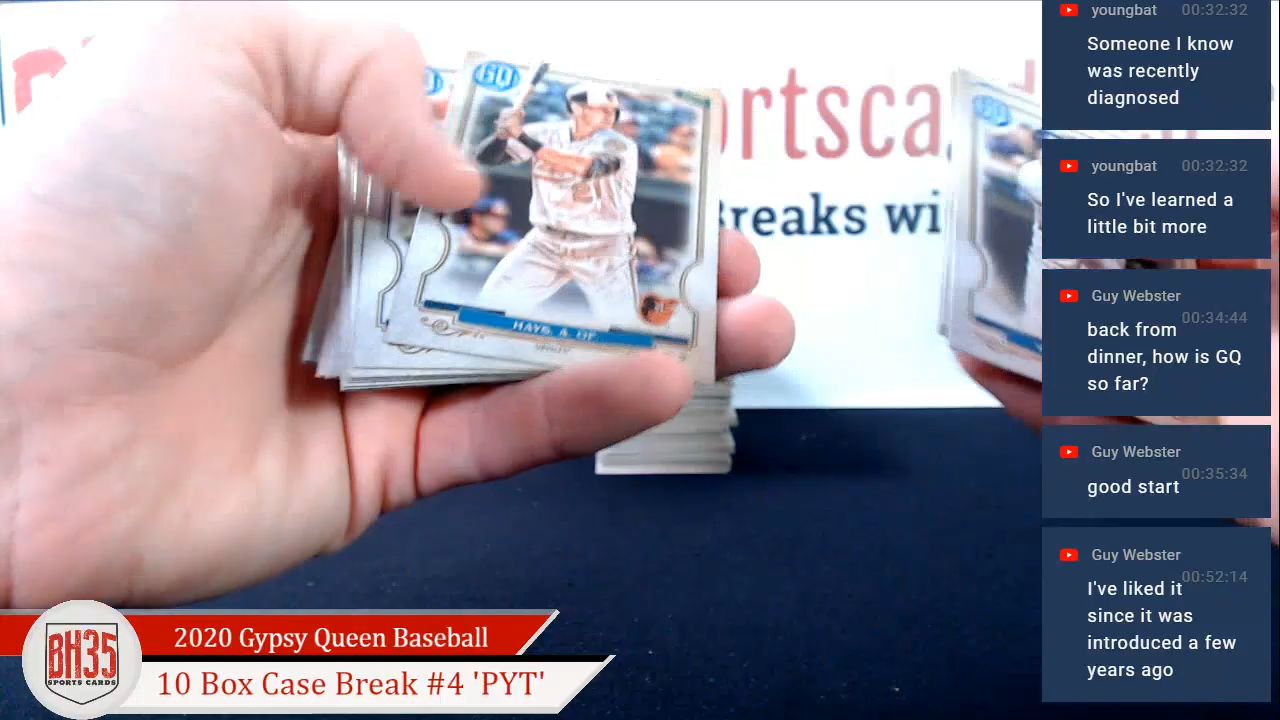 GQ
rtsca
Breaks wi
HAYS, A. OF
BH35
SPORTS CARDS
2020 Gypsy Queen Baseball
10 Box Case Break #4 'PYT'
youngbat 00:32:32
Someone I know
was recently
diagnosed
youngbat 00:32:32
So I've learned a
little bit more
Guy Webster
00:34:44
back from
dinner, how is GQ
so far?
Guy Webster
00:35:34
good start
Guy Webster
00:52:14
I've liked it
since it was
introduced a few
years ago